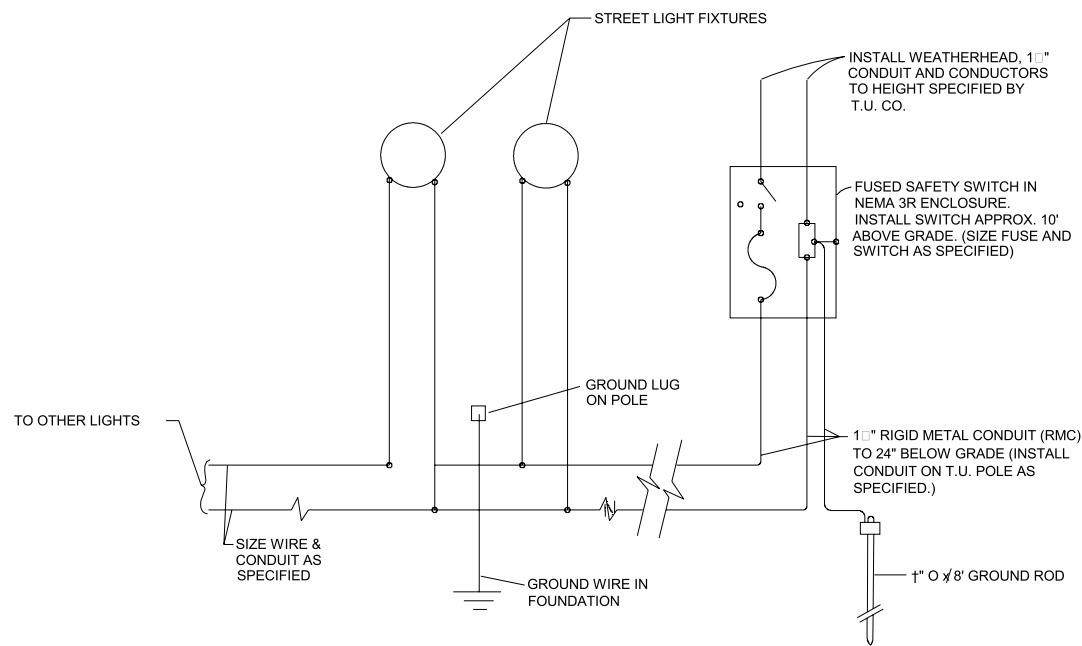 STREET LIGHT FIXTURES
INSTALL WEATHERHEAD, 1□"
CONDUIT AND CONDUCTORS
TO HEIGHT SPECIFIED BY
T.U. CO.
FUSED SAFETY SWITCH IN
NEMA 3R ENCLOSURE.
INSTALL SWITCH APPROX. 10'
ABOVE GRADE. (SIZE FUSE AND
SWITCH AS SPECIFIED)
GROUND LUG
ON POLE
TO OTHER LIGHTS
1□" RIGID METAL CONDUIT (RMC)
TO 24" BELOW GRADE (INSTALL
CONDUIT ON T.U. POLE AS
SPECIFIED.)
SIZE WIRE &
CONDUIT AS
SPECIFIED
GROUND WIRE IN
FOUNDATION
†" O x 8' GROUND ROD